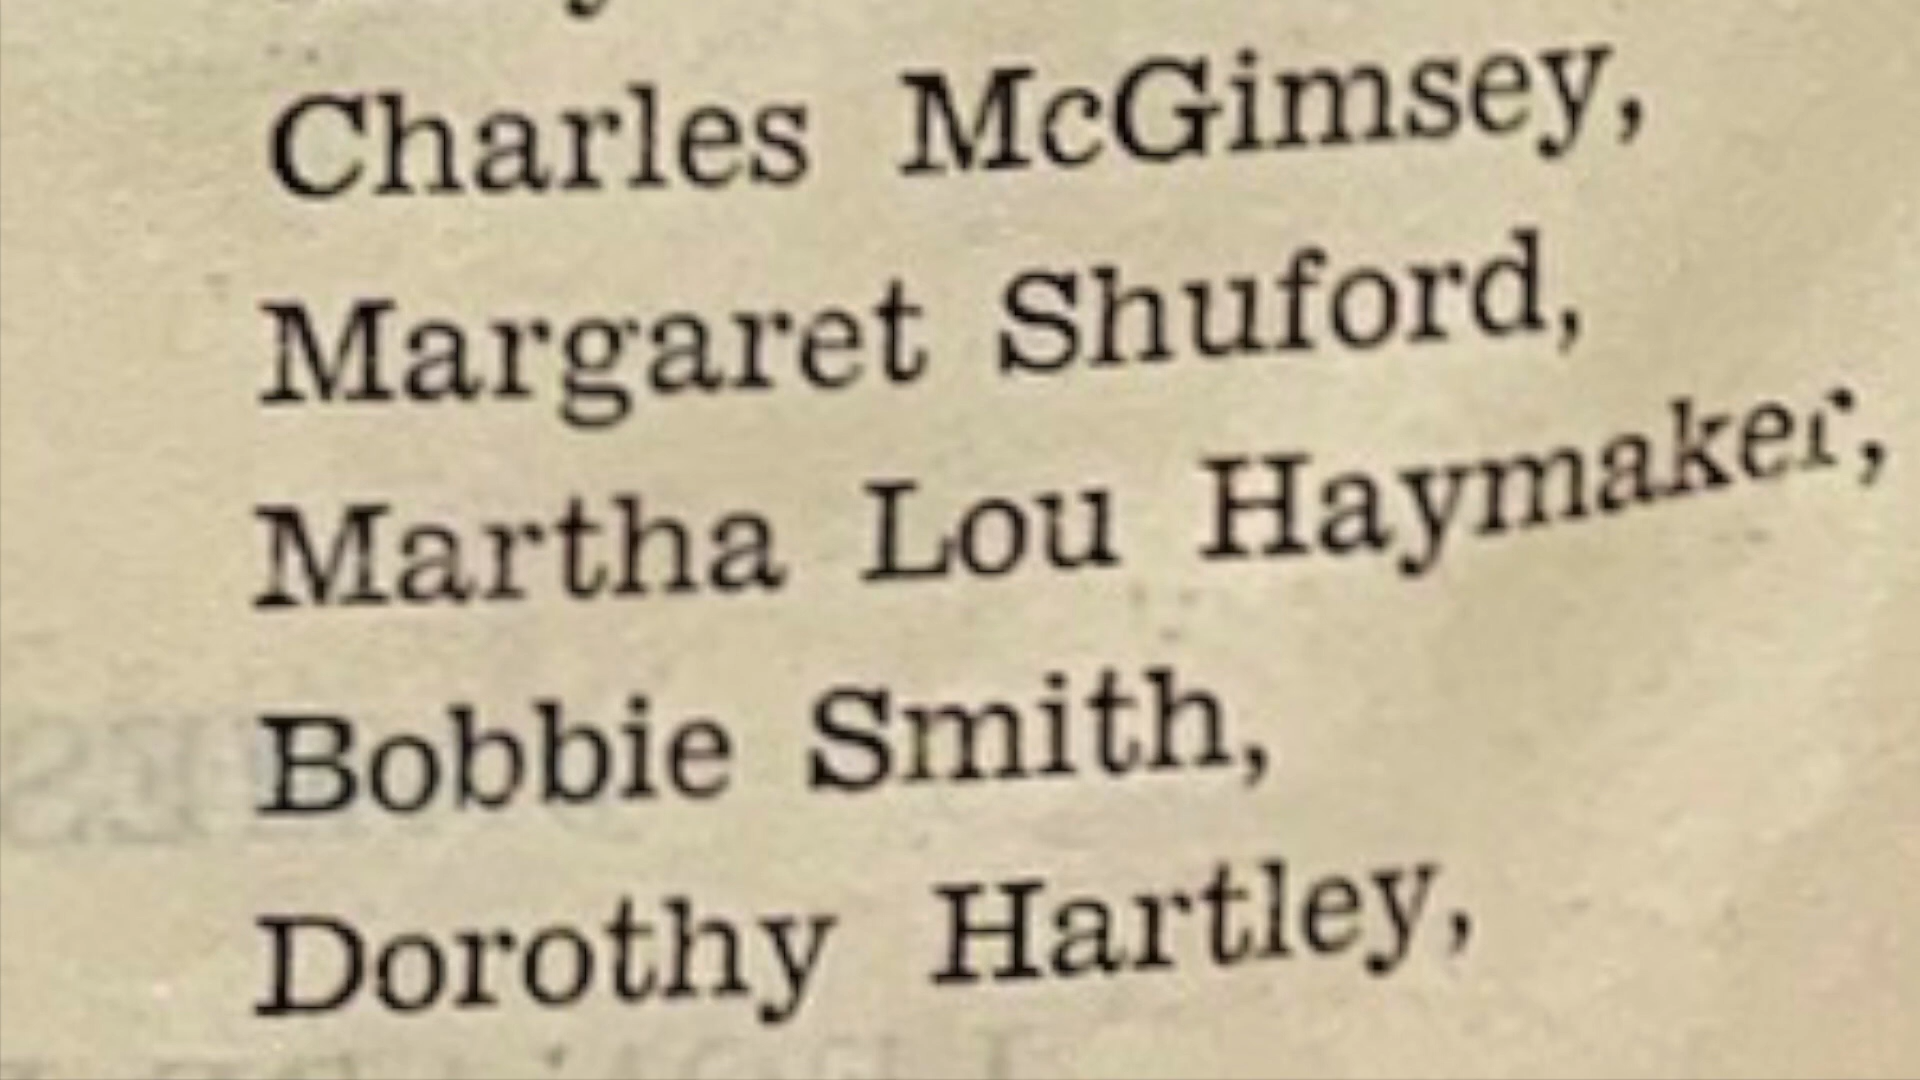 Charles McGimsey,
Margaret Shuford,
Martha Lou Haymaker,
Bobbie Smith,
Dorothy Hartley,